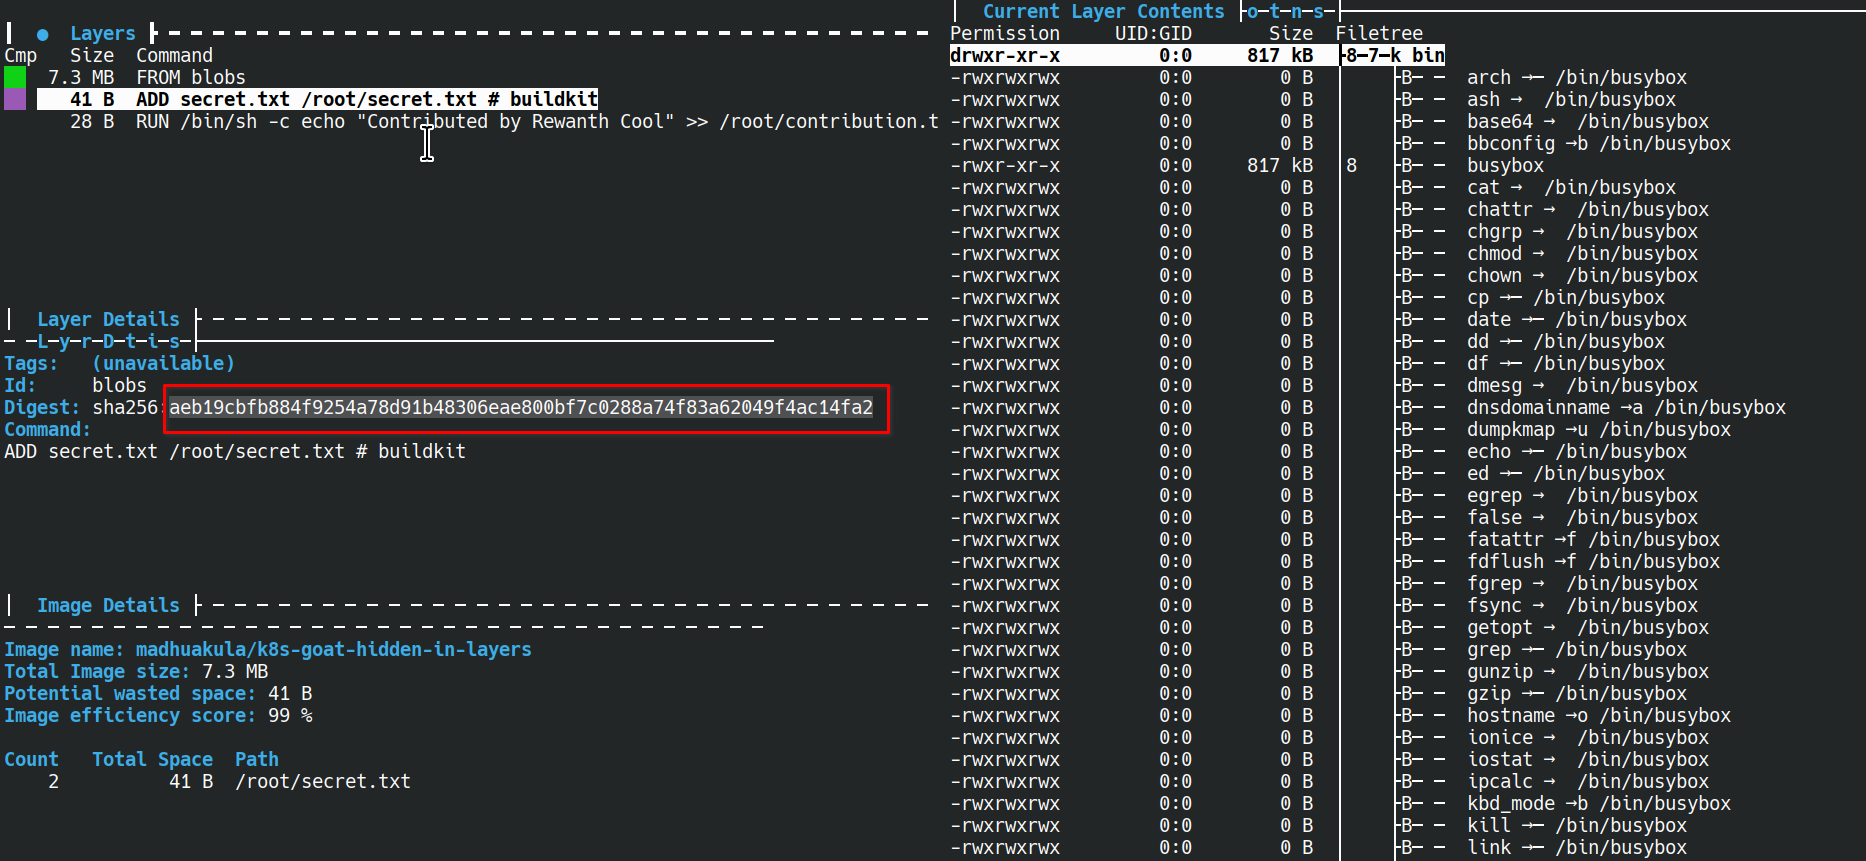 ● Layers
Cmp Size Command
7.3 MB FROM blobs
41 B ADD secret.txt /root/secret.txt # buildkit
28 B RUN /bin/sh -c echo "Contributed by Rewanth Cool" >> /root/contribution.t
Layer Details
L y r D t i s
Tags: (unavailable)
Id: blobs
Digest: sha256:aeb19cbfb884f9254a78d91b48306eae800bf7c0288a74f83a62049f4ac14fa2
Command:
ADD secret.txt /root/secret.txt # buildkit
Image Details
Image name: madhuakula/k8s-goat-hidden-in-layers
Total Image size: 7.3 MB
Potential wasted space: 41 B
Image efficiency score: 99 %
Count Total Space Path
2 41 B /root/secret.txt
Current Layer Contents o t n s
Permission UID:GID Size Filetree
drwxr-xr-x 0:0 817 kB 8-7-k bin
-rwxrwxrwx 0:0 0 B B arch → /bin/busybox
-rwxrwxrwx 0:0 0 B B ash → /bin/busybox
-rwxrwxrwx 0:0 0 B B base64 → /bin/busybox
-rwxrwxrwx 0:0 0 B B bbconfig →b /bin/busybox
-rwxr-xr-x 0:0 817 kB 8 B busybox
-rwxrwxrwx 0:0 0 B B cat → /bin/busybox
-rwxrwxrwx 0:0 0 B B chattr → /bin/busybox
-rwxrwxrwx 0:0 0 B B chgrp → /bin/busybox
-rwxrwxrwx 0:0 0 B B chmod → /bin/busybox
-rwxrwxrwx 0:0 0 B B chown → /bin/busybox
-rwxrwxrwx 0:0 0 B B cp → /bin/busybox
-rwxrwxrwx 0:0 0 B B date → /bin/busybox
-rwxrwxrwx 0:0 0 B B dd → /bin/busybox
-rwxrwxrwx 0:0 0 B B df → /bin/busybox
-rwxrwxrwx 0:0 0 B B dmesg → /bin/busybox
-rwxrwxrwx 0:0 0 B B dnsdomainname →a /bin/busybox
-rwxrwxrwx 0:0 0 B B dumpkmap →u /bin/busybox
-rwxrwxrwx 0:0 0 B B echo → /bin/busybox
-rwxrwxrwx 0:0 0 B B ed → /bin/busybox
-rwxrwxrwx 0:0 0 B B egrep → /bin/busybox
-rwxrwxrwx 0:0 0 B B false → /bin/busybox
-rwxrwxrwx 0:0 0 B B fatattr →f /bin/busybox
-rwxrwxrwx 0:0 0 B B fdflush →f /bin/busybox
-rwxrwxrwx 0:0 0 B B fgrep → /bin/busybox
-rwxrwxrwx 0:0 0 B B fsync → /bin/busybox
-rwxrwxrwx 0:0 0 B B getopt → /bin/busybox
-rwxrwxrwx 0:0 0 B B grep → /bin/busybox
-rwxrwxrwx 0:0 0 B B gunzip → /bin/busybox
-rwxrwxrwx 0:0 0 B B gzip → /bin/busybox
-rwxrwxrwx 0:0 0 B B hostname →o /bin/busybox
-rwxrwxrwx 0:0 0 B B ionice → /bin/busybox
-rwxrwxrwx 0:0 0 B B iostat → /bin/busybox
-rwxrwxrwx 0:0 0 B B ipcalc → /bin/busybox
-rwxrwxrwx 0:0 0 B B kbd_mode →b /bin/busybox
-rwxrwxrwx 0:0 0 B B kill → /bin/busybox
-rwxrwxrwx 0:0 0 B B link → /bin/busybox